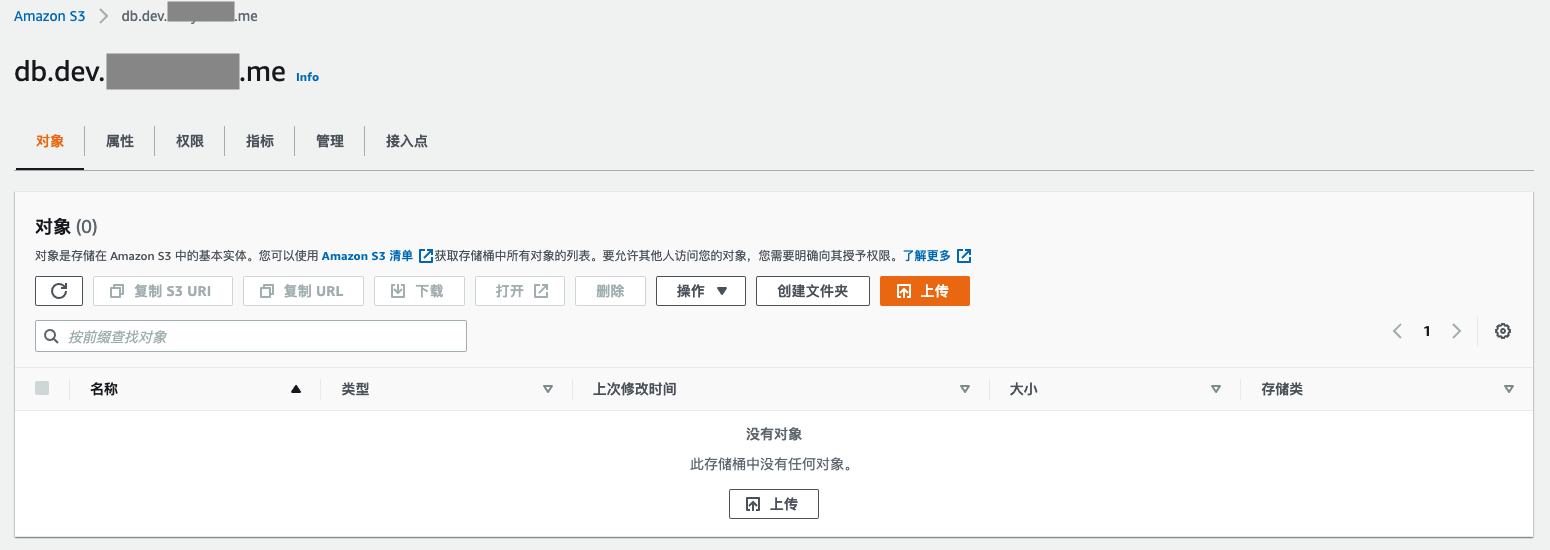 Amazon S3 > db.dev. .me
db.dev. .me Info
对象 属性 权限 指标 管理 接入点
对象 (0)
对象是存储在 Amazon S3 中的基本实体。您可以使用 Amazon S3 清单 获取存储桶中所有对象的列表。要允许其他人访问您的对象，您需要明确向其授予权限。了解更多
复制 S3 URI 复制 URL 下载 打开 删除 操作 创建文件夹 上传
按前缀查找对象 1
名称 类型 上次修改时间 大小 存储类
没有对象
此存储桶中没有任何对象。
上传